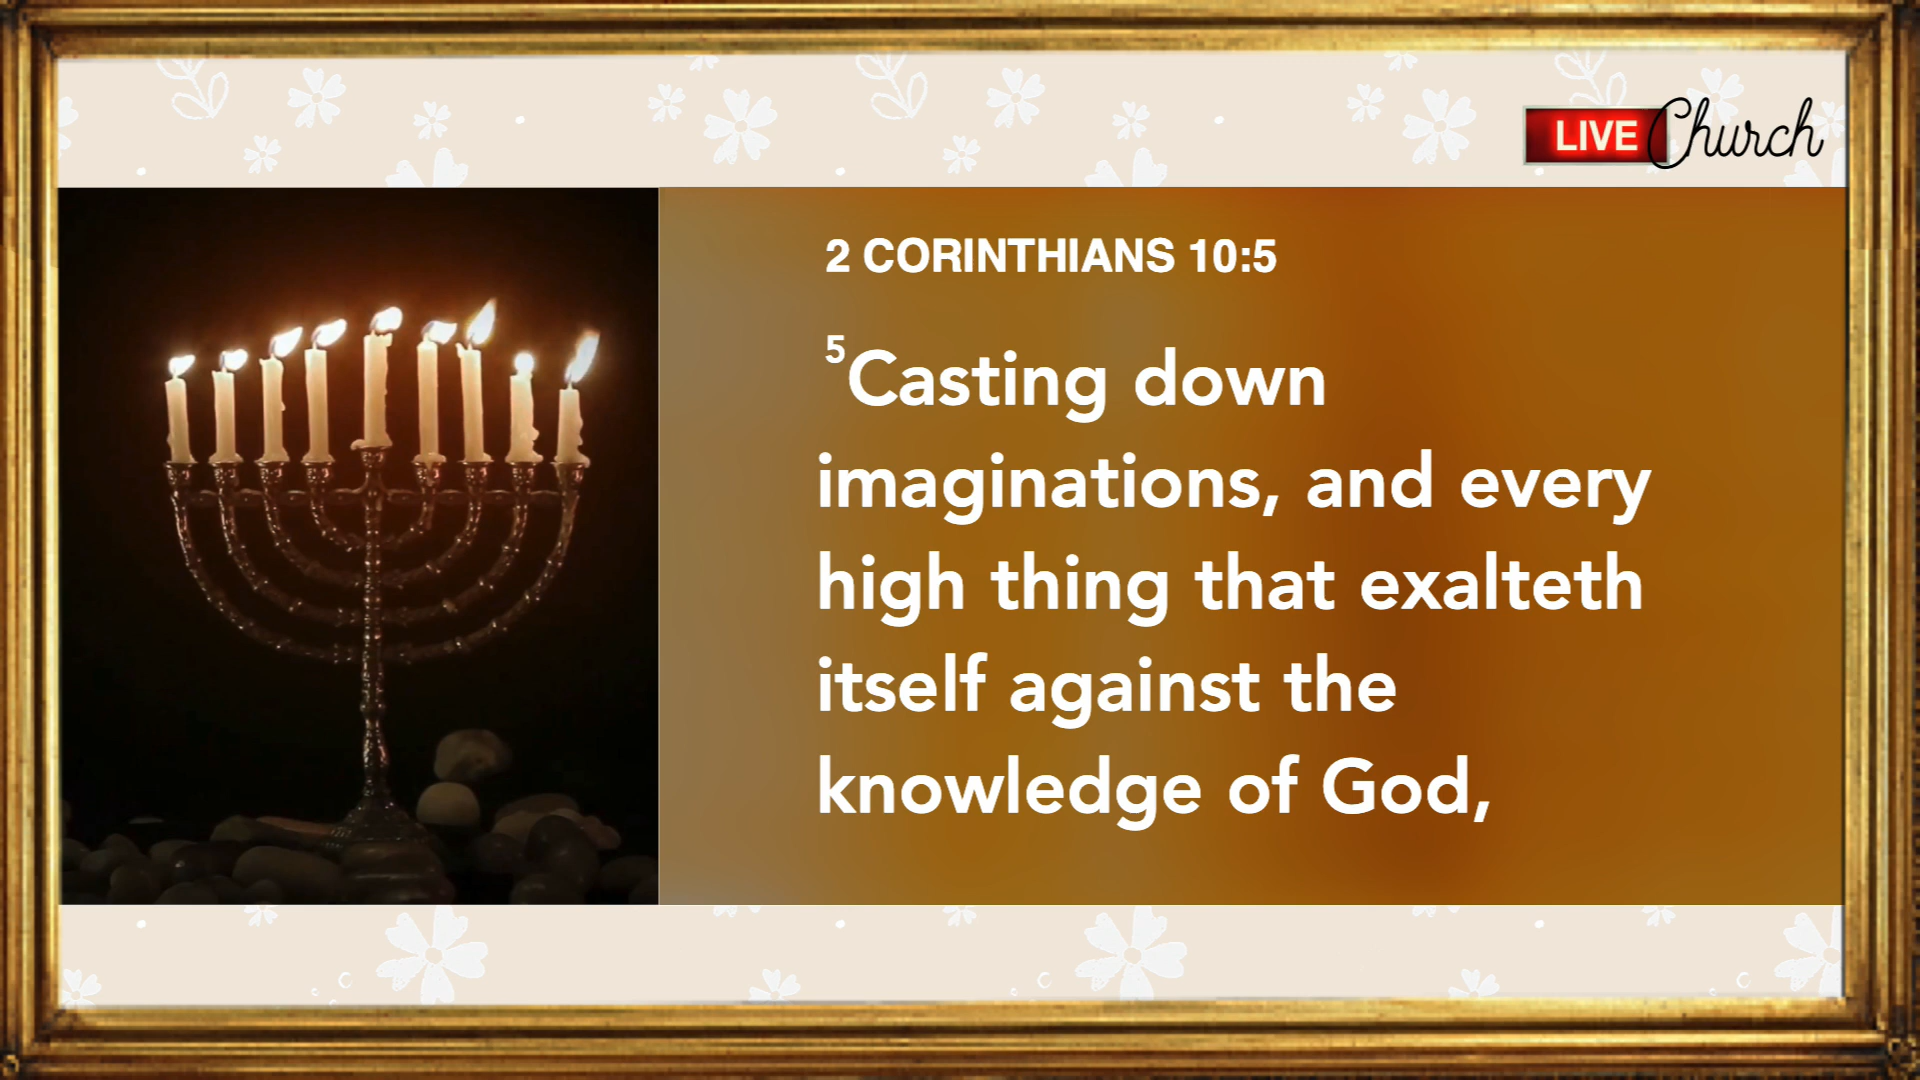 LIVE Church
2 CORINTHIANS 10:5
5Casting down
imaginations, and every
high thing that exalteth
itself against the
knowledge of God,